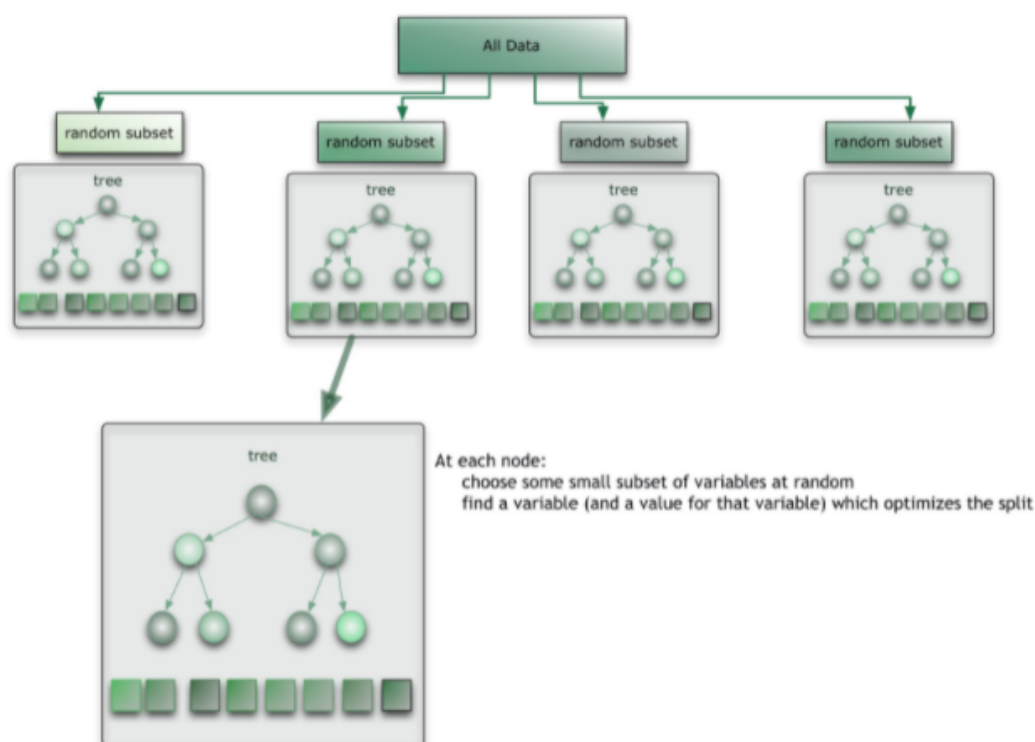 All Data
random subset
random subset
random subset
random subset
tree
tree
tree
tree
tree
At each node:
choose some small subset of variables at random
find a variable (and a value for that variable) which optimizes the split